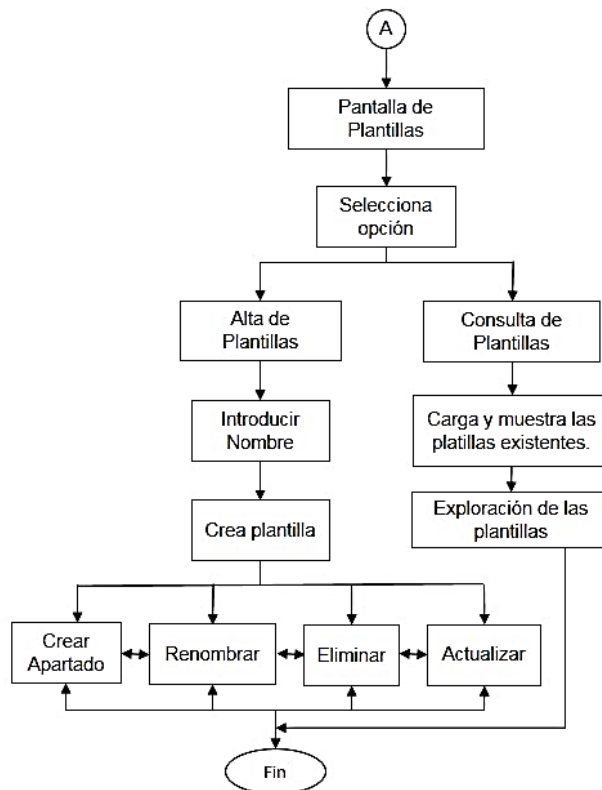 A
Pantalla de
Plantillas
Selecciona
opción
Alta de
Plantillas
Consulta de
Plantillas
Introducir
Nombre
Carga y muestra las
platillas existentes.
Crea plantilla
Exploración de las
plantillas
Crear
Apartado
Renombrar
Eliminar
Actualizar
Fin